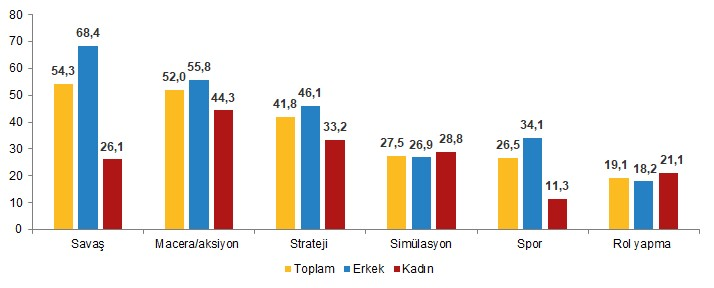 80
70
60
50
40
30
20
10
0
54,3 68,4 26,1
52,0 55,8 44,3
41,8 46,1 33,2
27,5 26,9 28,8
26,5 34,1 11,3
19,1 18,2 21,1
Savaş Macera/aksiyon Strateji Simülasyon Spor Rol yapma
Toplam Erkek Kadın